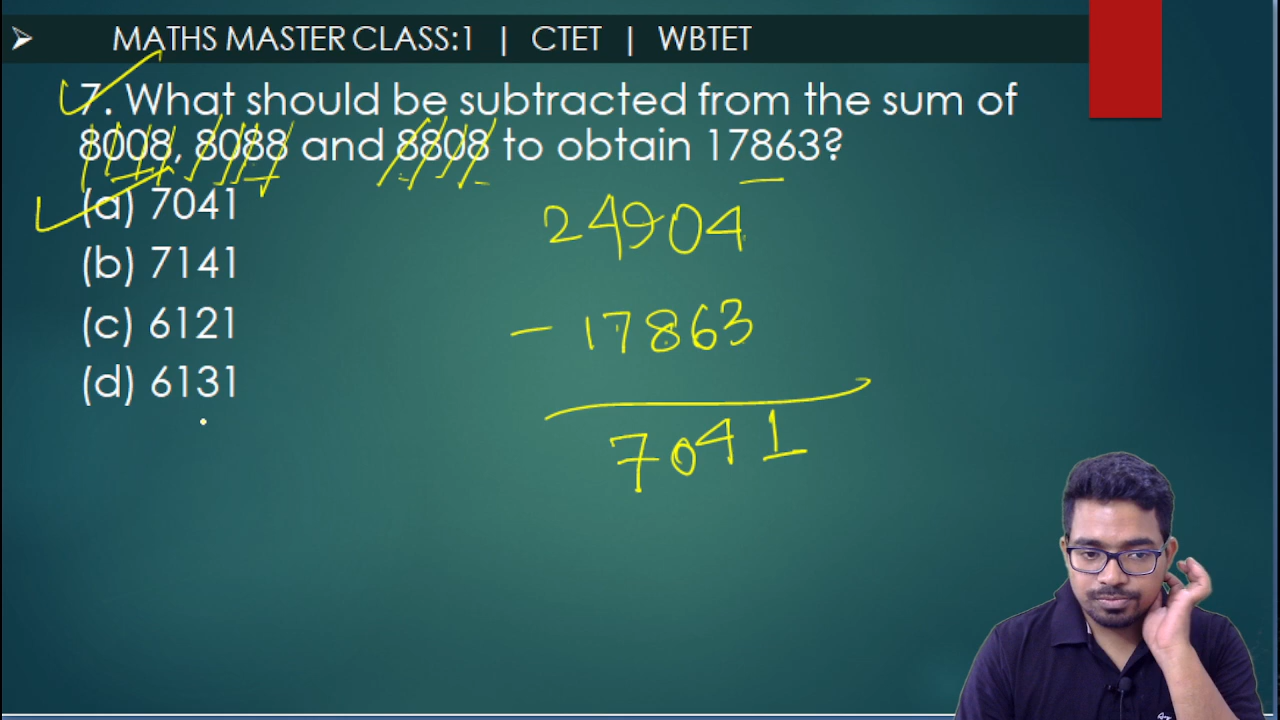 MATHS MASTER CLASS:1 | CTET | WBTET
7. What should be subtracted from the sum of
8008, 8088 and 8808 to obtain 17863?
(a) 7041
(b) 7141
(c) 6121
(d) 6131
24904
- 17863
7041